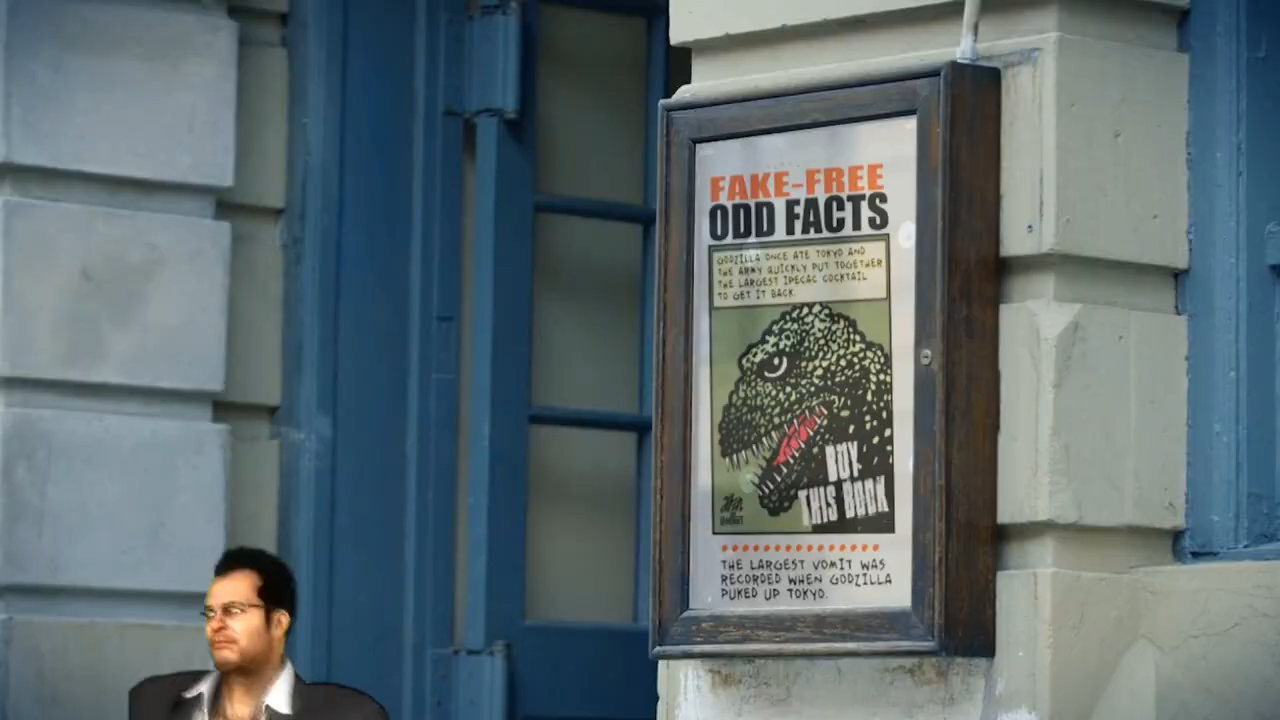 FAKE-FREE
ODD FACTS
GODZILLA ONCE ATE TOKYO AND
THE ARMY QUICKLY PUT TOGETHER
THE LARGEST IPECAC COCKTAIL
TO GET IT BACK.
BUY
THIS BOOK
THE LARGEST VOMIT WAS
RECORDED WHEN GODZILLA
PUKED UP TOKYO.